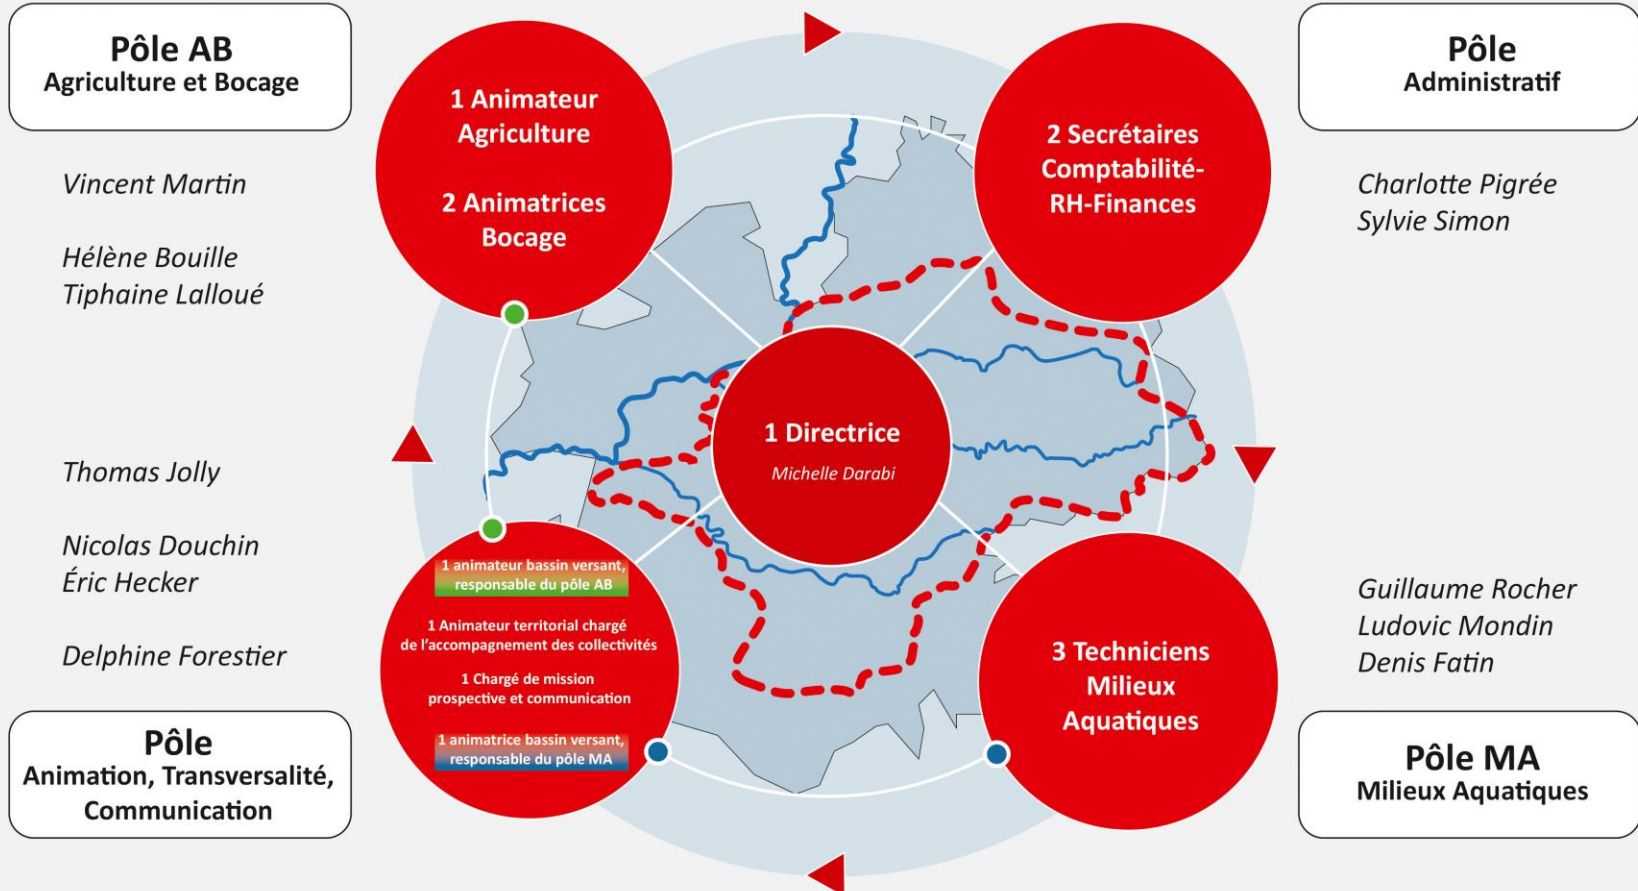 Pôle AB
Agriculture et Bocage
Vincent Martin
Hélène Bouille
Tiphaine Lalloué
1 Animateur
Agriculture
2 Animatrices
Bocage
2 Secrétaires
Comptabilité-
RH-Finances
Pôle
Administratif
Charlotte Pigrée
Sylvie Simon
1 Directrice
Michelle Darabi
Thomas Jolly
Nicolas Douchin
Éric Hecker
Delphine Forestier
Pôle
Animation, Transversalité,
Communication
1 animateur bassin versant,
responsable du pôle AB
1 Animateur territorial chargé
de l'accompagnement des collectivités
1 Chargé de mission
prospective et communication
1 animatrice bassin versant,
responsable du pôle MA
3 Techniciens
Milieux
Aquatiques
Guillaume Rocher
Ludovic Mondin
Denis Fatin
Pôle MA
Milieux Aquatiques